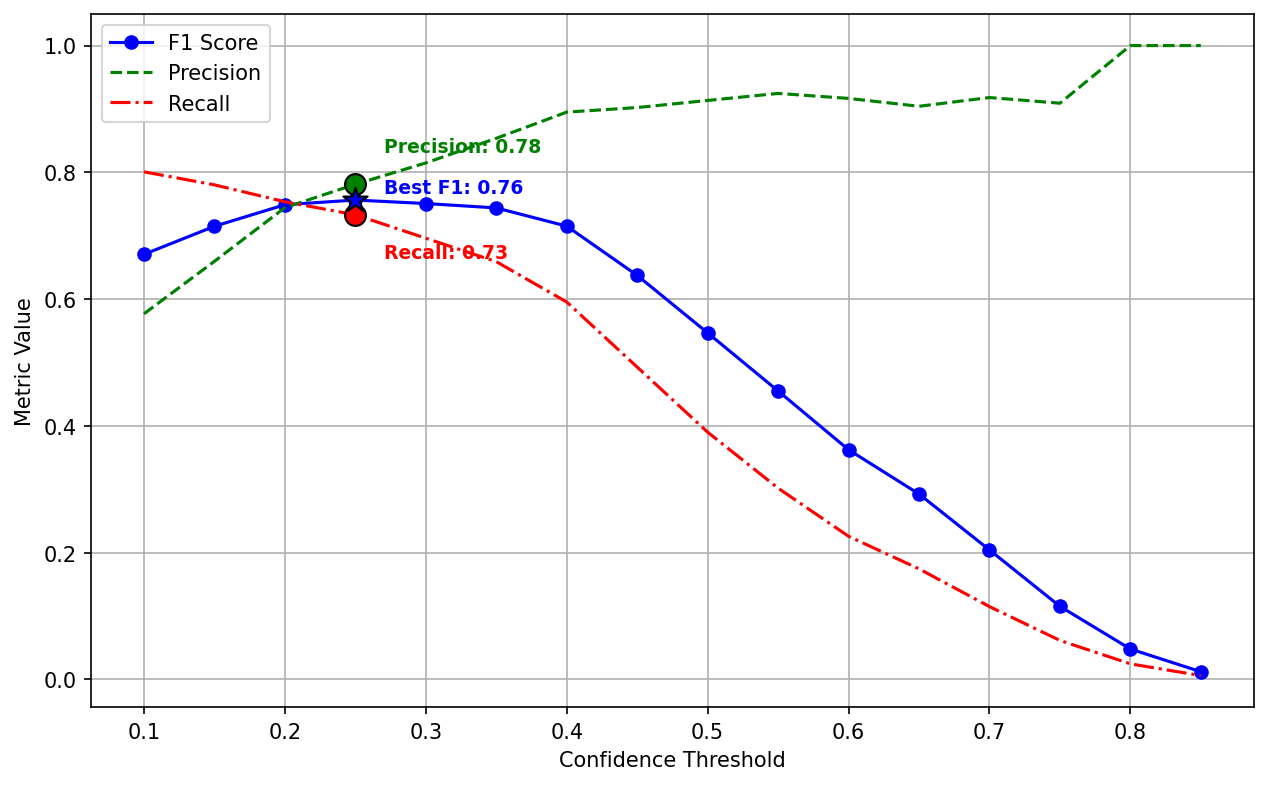 F1 Score
Precision
Recall
Precision: 0.78
Best F1: 0.76
Recall: 0.73
Metric Value
1.0
0.8
0.6
0.4
0.2
0.0
0.1 0.2 0.3 0.4 0.5 0.6 0.7 0.8
Confidence Threshold